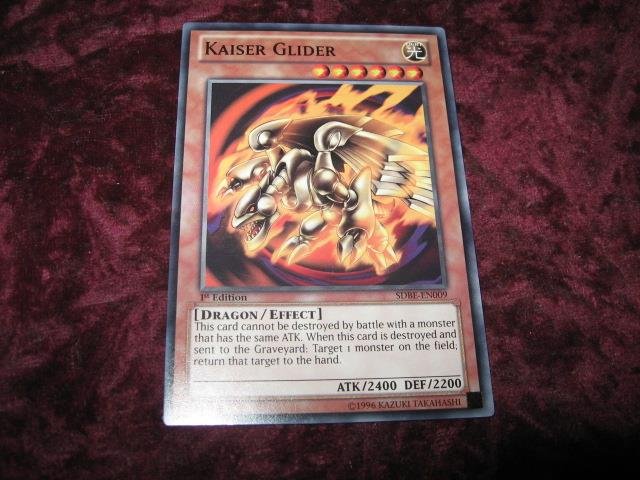 KAISER GLIDER
LIGHT
光
1st Edition
SDBE-EN009
[DRAGON/EFFECT]
This card cannot be destroyed by battle with a monster
that has the same ATK. When this card is destroyed and
sent to the Graveyard: Target 1 monster on the field;
return that target to the hand.
ATK/2400 DEF/2200
©1996 KAZUKI TAKAHASHI